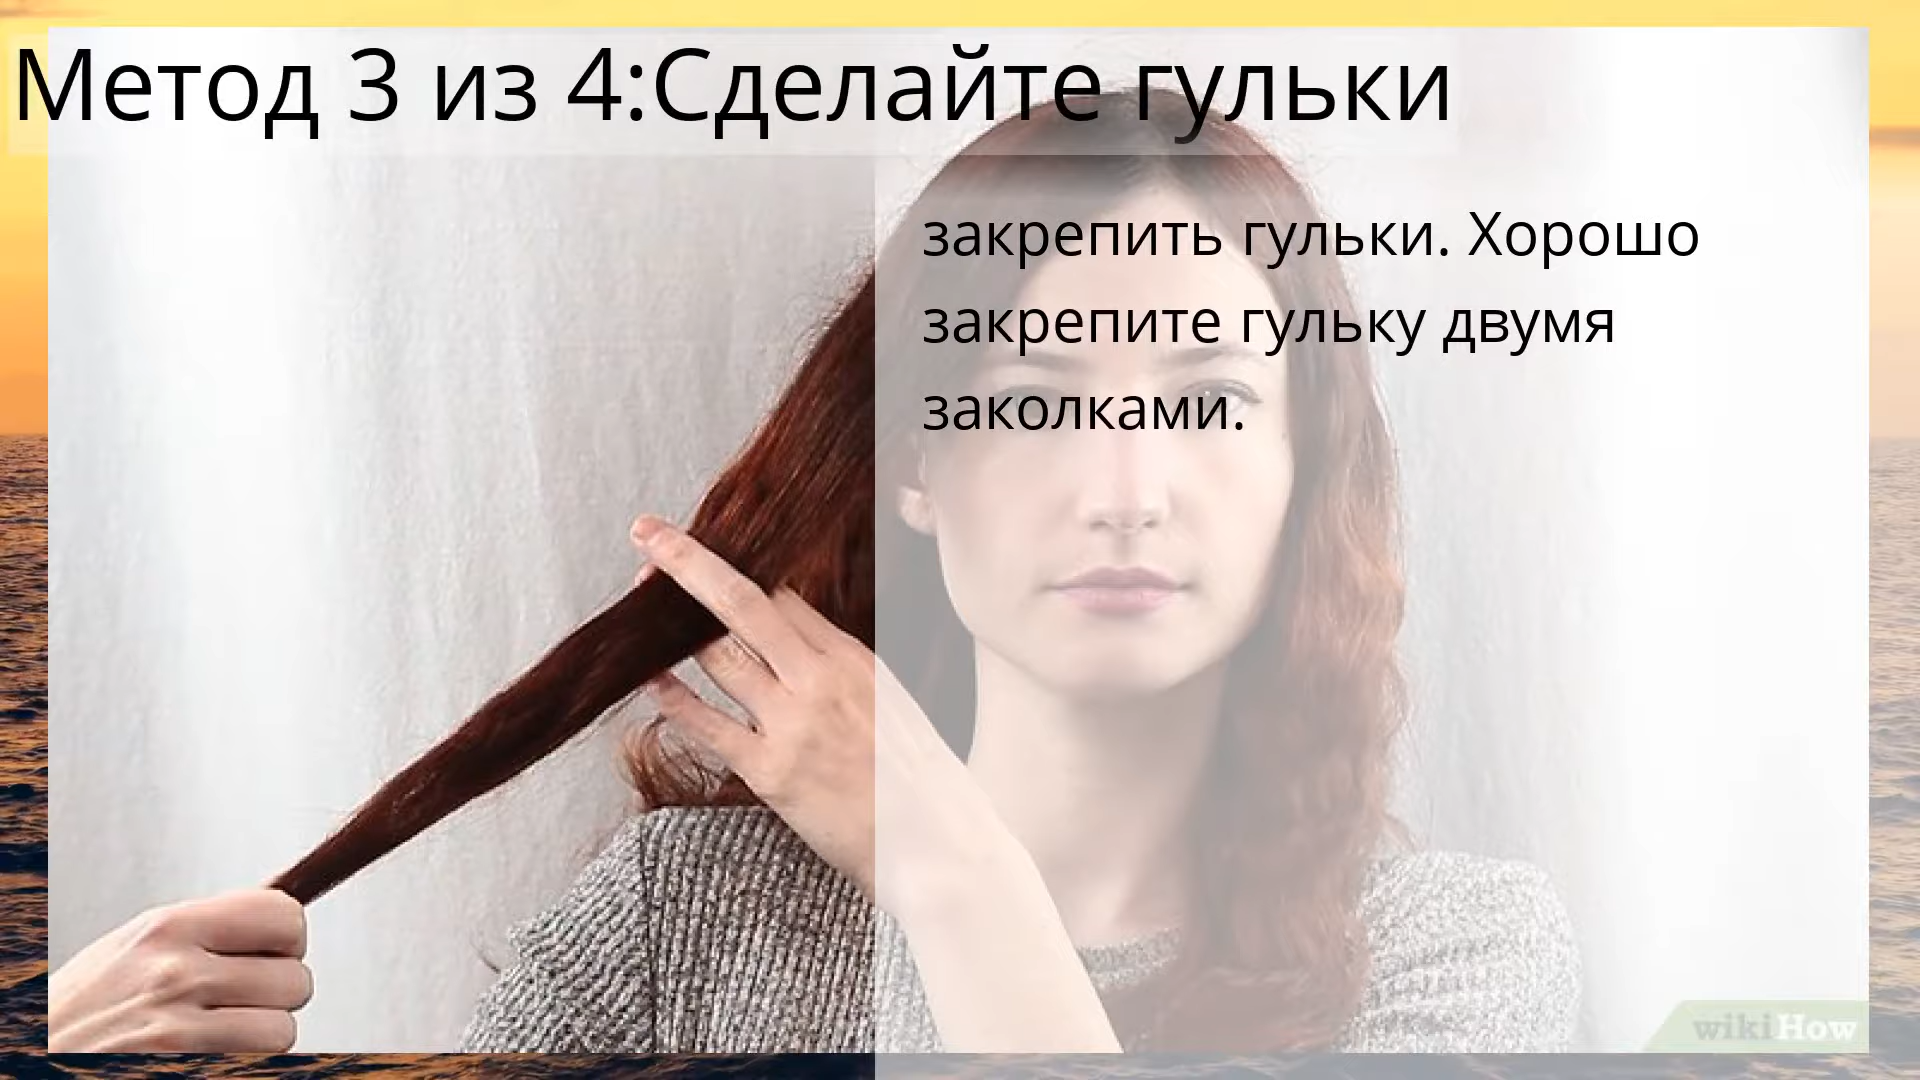 Метод 3 из 4:Сделайте гульки
закрепить гульки. Хорошо
закрепите гульку двумя
заколками.
wikiHow